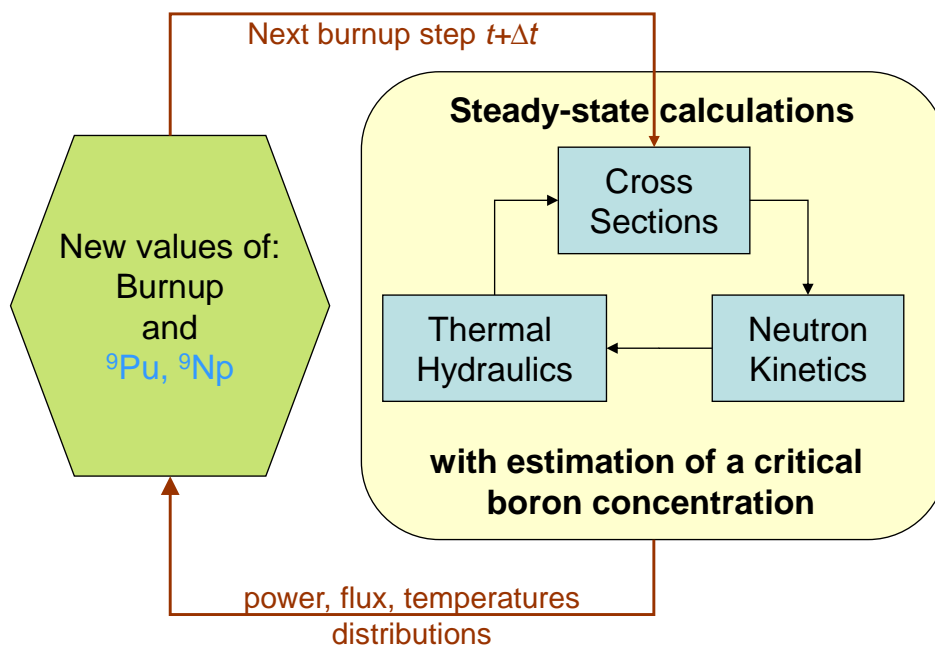 Next burnup step t+Δt
Steady-state calculations
Cross
Sections
New values of:
Burnup
and
⁹Pu, ⁹Np
Thermal
Hydraulics
Neutron
Kinetics
with estimation of a critical
boron concentration
power, flux, temperatures
distributions